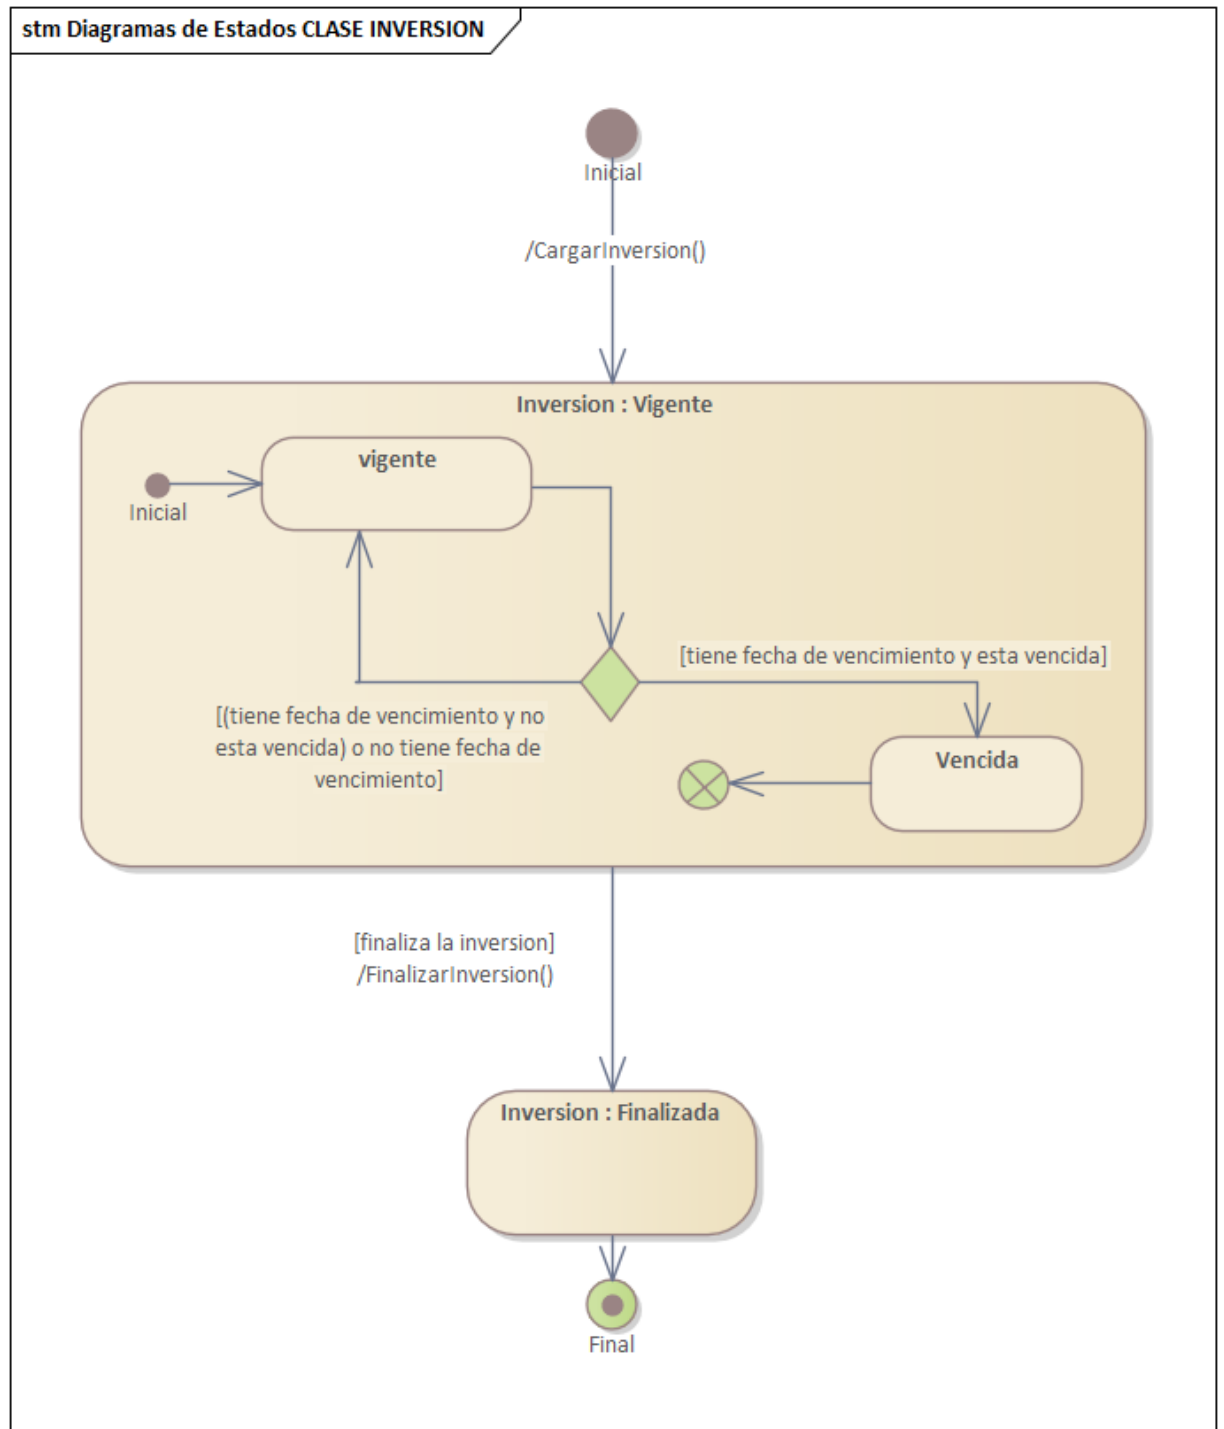 stm Diagramas de Estados CLASE INVERSION
Inicial
/CargarInversion()
Inversion : Vigente
vigente
Inicial
[tiene fecha de vencimiento y esta vencida]
[(tiene fecha de vencimiento y no
esta vencida) o no tiene fecha de
vencimiento]
Vencida
[finaliza la inversion]
/FinalizarInversion()
Inversion : Finalizada
Final